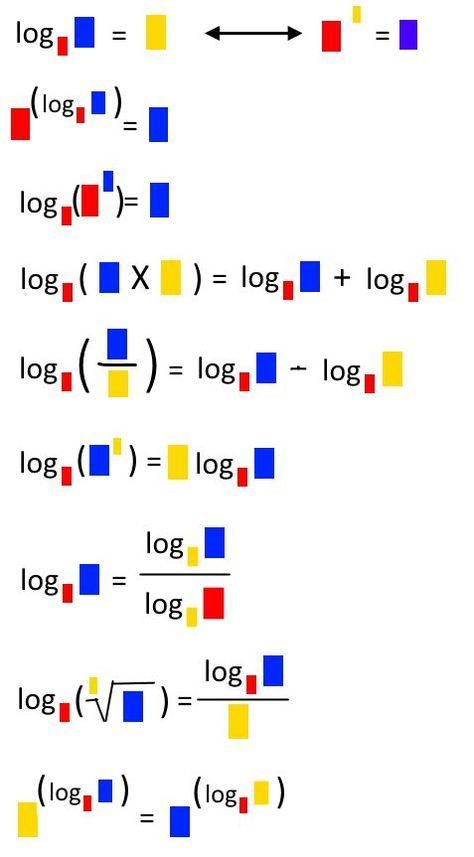 log = ↔ =
(log ) =
log ( ) =
log ( X ) = log + log
log ( ) = log − log
log ( ) = log
log
log =
log
log
log (√ ) =
(log ) = (log )